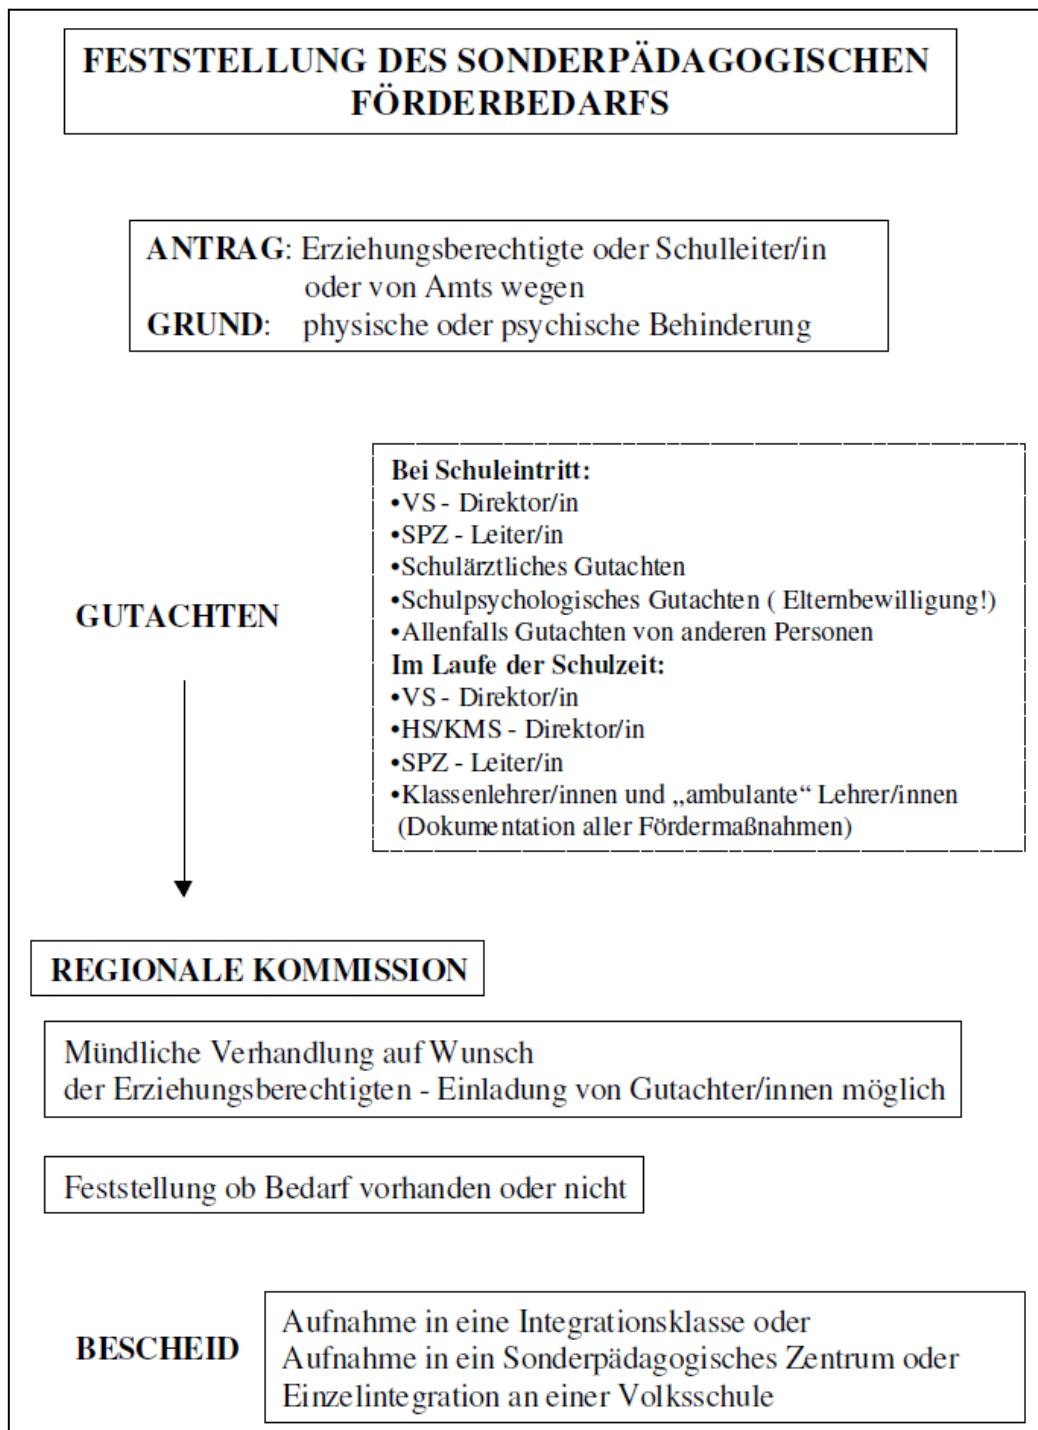 FESTSTELLUNG DES SONDERPÄDAGOGISCHEN
FÖRDERBEDARFS
ANTRAG: Erziehungsberechtigte oder Schulleiter/in
oder von Amts wegen
GRUND: physische oder psychische Behinderung
GUTACHTEN
Bei Schuleintritt:
•VS - Direktor/in
•SPZ - Leiter/in
•Schulärztliches Gutachten
•Schulpsychologisches Gutachten ( Elternbewilligung!)
•Allenfalls Gutachten von anderen Personen
Im Laufe der Schulzeit:
•VS - Direktor/in
•HS/KMS - Direktor/in
•SPZ - Leiter/in
•Klassenlehrer/innen und „ambulante“ Lehrer/innen
(Dokumentation aller Fördermaßnahmen)
REGIONALE KOMMISSION
Mündliche Verhandlung auf Wunsch
der Erziehungsberechtigten - Einladung von Gutachter/innen möglich
Feststellung ob Bedarf vorhanden oder nicht
BESCHEID
Aufnahme in eine Integrationsklasse oder
Aufnahme in ein Sonderpädagogisches Zentrum oder
Einzelintegration an einer Volksschule